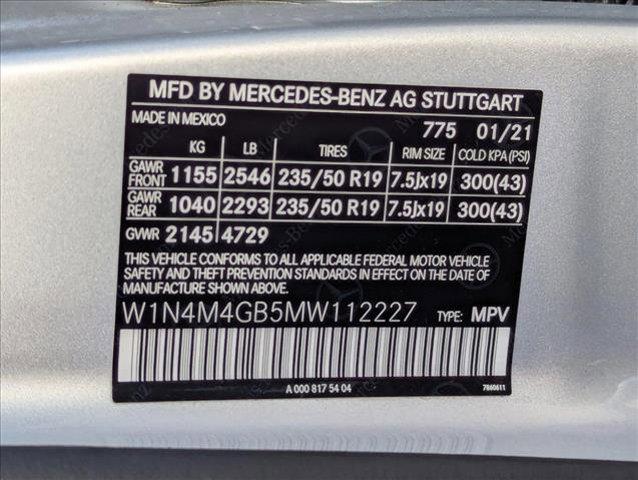 MFD BY MERCEDES-BENZ AG STUTTGART
MADE IN MEXICO 775 01/21
KG LB TIRES RIM SIZE COLD KPA (PSI)
GAWR FRONT 1155 2546 235/50 R19 7.5Jx19 300(43)
GAWR REAR 1040 2293 235/50 R19 7.5Jx19 300(43)
GVWR 2145 4729
THIS VEHICLE CONFORMS TO ALL APPLICABLE FEDERAL MOTOR VEHICLE
SAFETY AND THEFT PREVENTION STANDARDS IN EFFECT ON THE DATE OF
MANUFACTURE SHOWN ABOVE.
W1N4M4GB5MW112227 TYPE: MPV
A 000 817 54 04 7860611